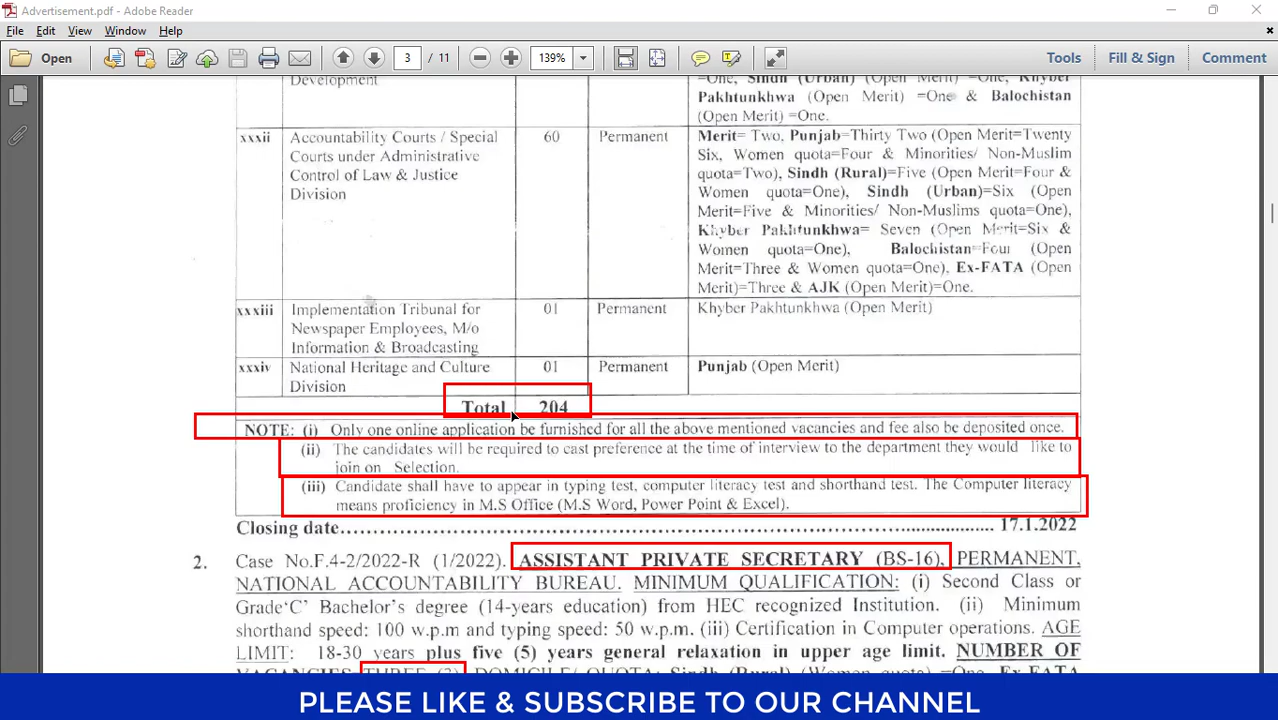 Advertisement.pdf - Adobe Reader
File Edit View Window Help
Open 3 / 11 139% Tools Fill & Sign Comment
Development
=One, Sindh (Urban) (Open Merit) =One, Khyber
Pakhtunkhwa (Open Merit) =One & Balochistan
(Open Merit) =One.
xxxii Accountability Courts / Special Courts under Administrative Control of Law & Justice Division 60 Permanent
Merit= Two, Punjab=Thirty Two (Open Merit=Twenty
Six, Women quota=Four & Minorities/ Non-Muslim
quota=Two), Sindh (Rural)=Five (Open Merit=Four &
Women quota=One), Sindh (Urban)=Six (Open
Merit=Five & Minorities/ Non-Muslims quota=One),
Khyber Pakhtunkhwa= Seven (Open Merit=Six &
Women quota=One), Balochistan=Four (Open
Merit=Three & Women quota=One), Ex-FATA (Open
Merit)=Three & AJK (Open Merit)=One.
xxxiii Implementation Tribunal for 01 Permanent Khyber Pakhtunkhwa (Open Merit)
Newspaper Employees, M/o
Information & Broadcasting
xxxiv National Heritage and Culture 01 Permanent Punjab (Open Merit)
Division
Total 204
NOTE: (i) Only one online application be furnished for all the above mentioned vacancies and fee also be deposited once.
(ii) The candidates will be required to cast preference at the time of interview to the department they would like to
join on Selection.
(iii) Candidate shall have to appear in typing test, computer literacy test and shorthand test. The Computer literacy
means proficiency in M.S Office (M.S Word, Power Point & Excel).
Closing date................................................................................ 17.1.2022
2. Case No.F.4-2/2022-R (1/2022). ASSISTANT PRIVATE SECRETARY (BS-16), PERMANENT,
NATIONAL ACCOUNTABILITY BUREAU. MINIMUM QUALIFICATION: (i) Second Class or
Grade'C' Bachelor's degree (14-years education) from HEC recognized Institution. (ii) Minimum
shorthand speed: 100 w.p.m and typing speed: 50 w.p.m. (iii) Certification in Computer operations. AGE
LIMIT: 18-30 years plus five (5) years general relaxation in upper age limit. NUMBER OF
VACANCIES THREE (3) DOMICILE/ QUOTA: Sindh (Rural) (Women quota) =One, Ex-FATA
PLEASE LIKE & SUBSCRIBE TO OUR CHANNEL